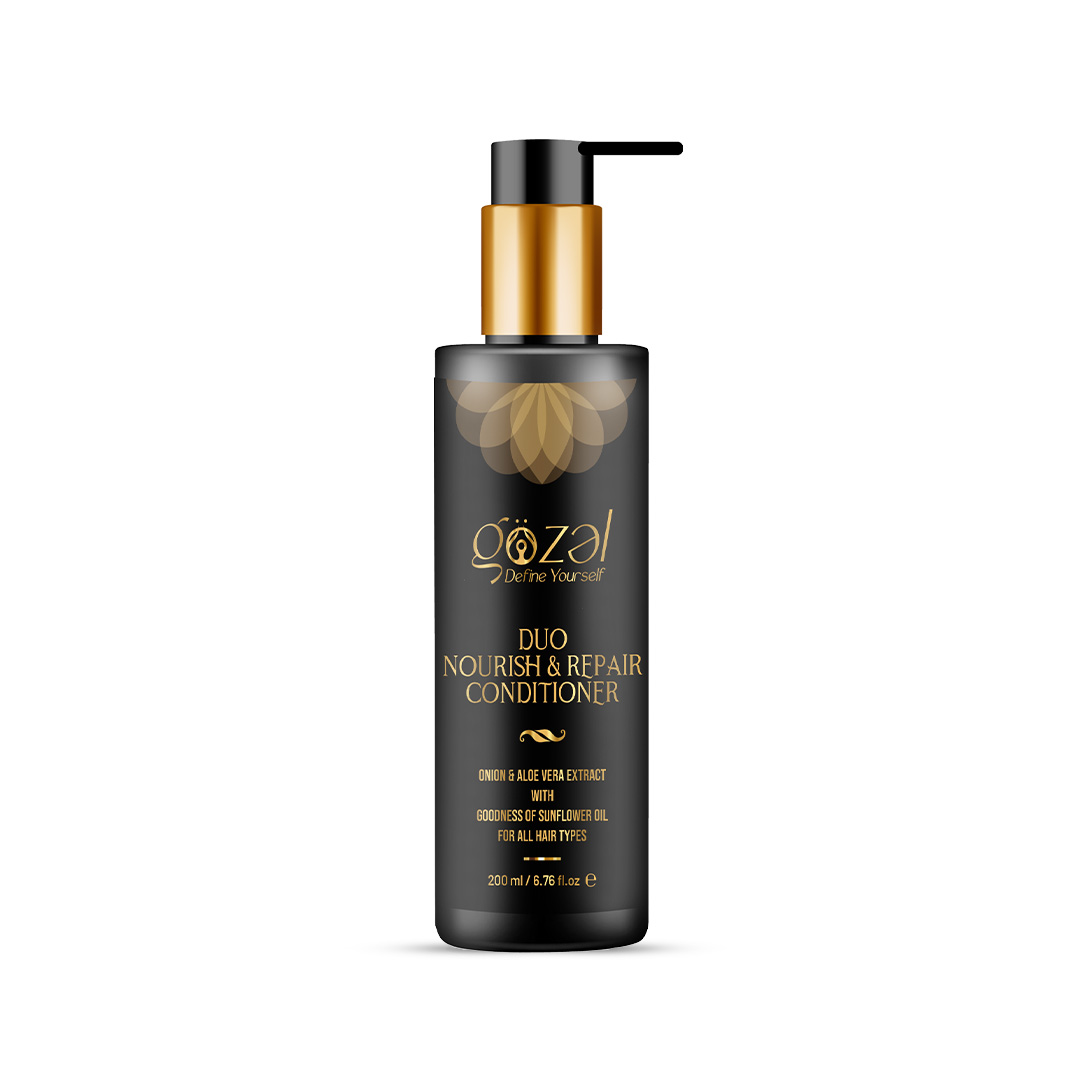 gözəl
Define Yourself
DUO
NOURISH & REPAIR
CONDITIONER
ONION & ALOE VERA EXTRACT
WITH
GOODNESS OF SUNFLOWER OIL
FOR ALL HAIR TYPES
200 ml / 6.76 fl.oz ℮